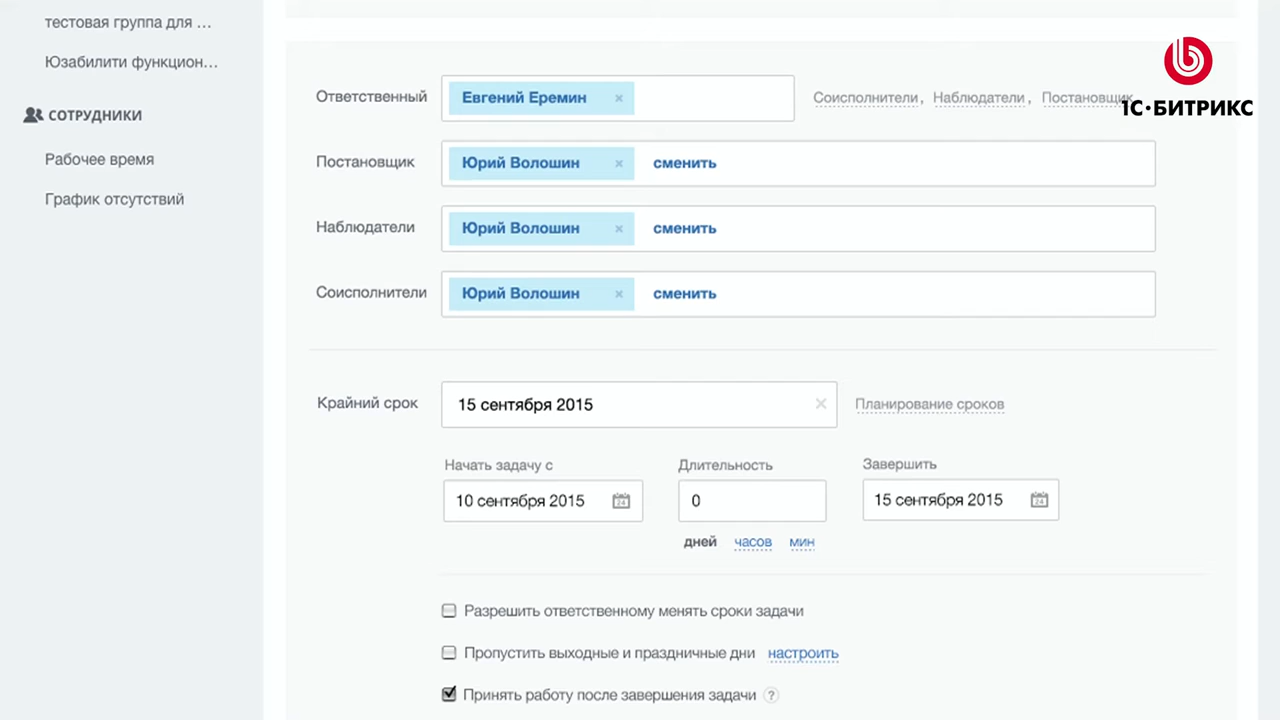 тестовая группа для ...
Юзабилити функцион...
СОТРУДНИКИ
Рабочее время
График отсутствий
1С·БИТРИКС
Ответственный Евгений Еремин × Соисполнители, Наблюдатели, Постановщик
Постановщик Юрий Волошин × сменить
Наблюдатели Юрий Волошин × сменить
Соисполнители Юрий Волошин × сменить
Крайний срок 15 сентября 2015 × Планирование сроков
Начать задачу с Длительность Завершить
10 сентября 2015 24 0 15 сентября 2015 24
дней часов мин
Разрешить ответственному менять сроки задачи
Пропустить выходные и праздничные дни настроить
Принять работу после завершения задачи ?